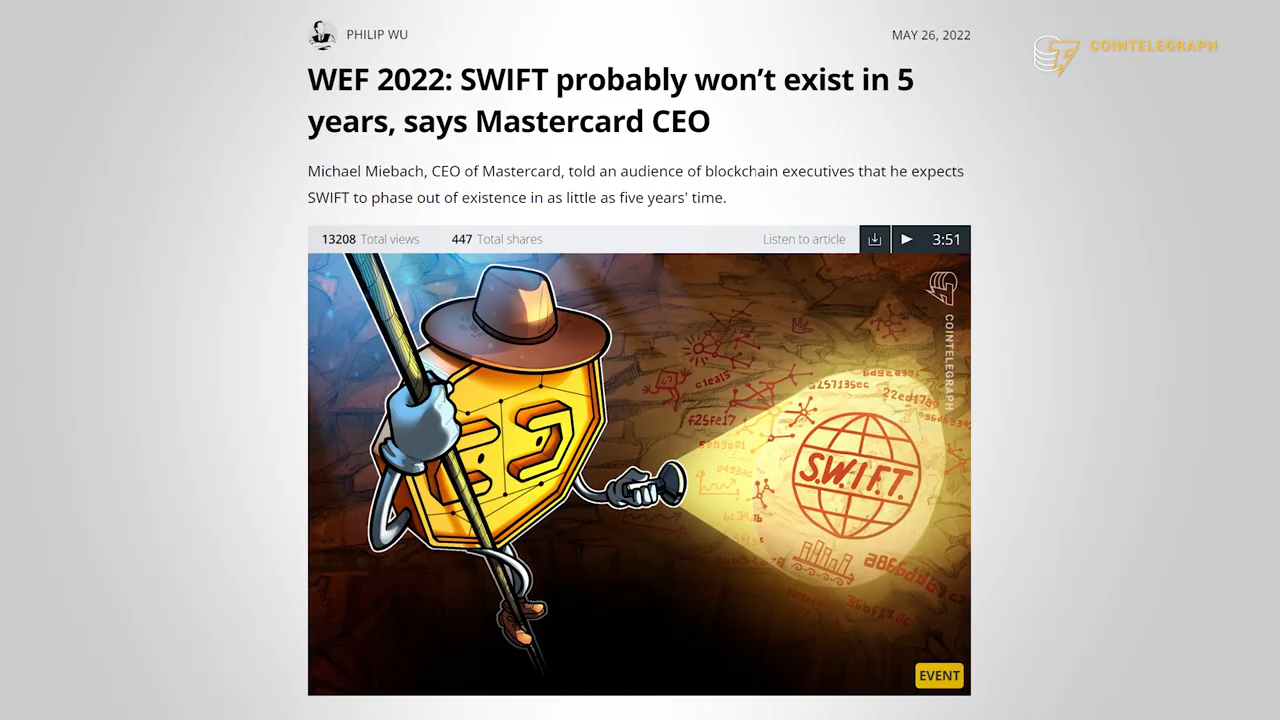 PHILIP WU
MAY 26, 2022
COINTELEGRAPH
WEF 2022: SWIFT probably won’t exist in 5
years, says Mastercard CEO
Michael Miebach, CEO of Mastercard, told an audience of blockchain executives that he expects
SWIFT to phase out of existence in as little as five years' time.
13208 Total views 447 Total shares Listen to article 3:51
COINTELEGRAPH
f25fe17
a257135ec
S.W.I.F.T.
EVENT